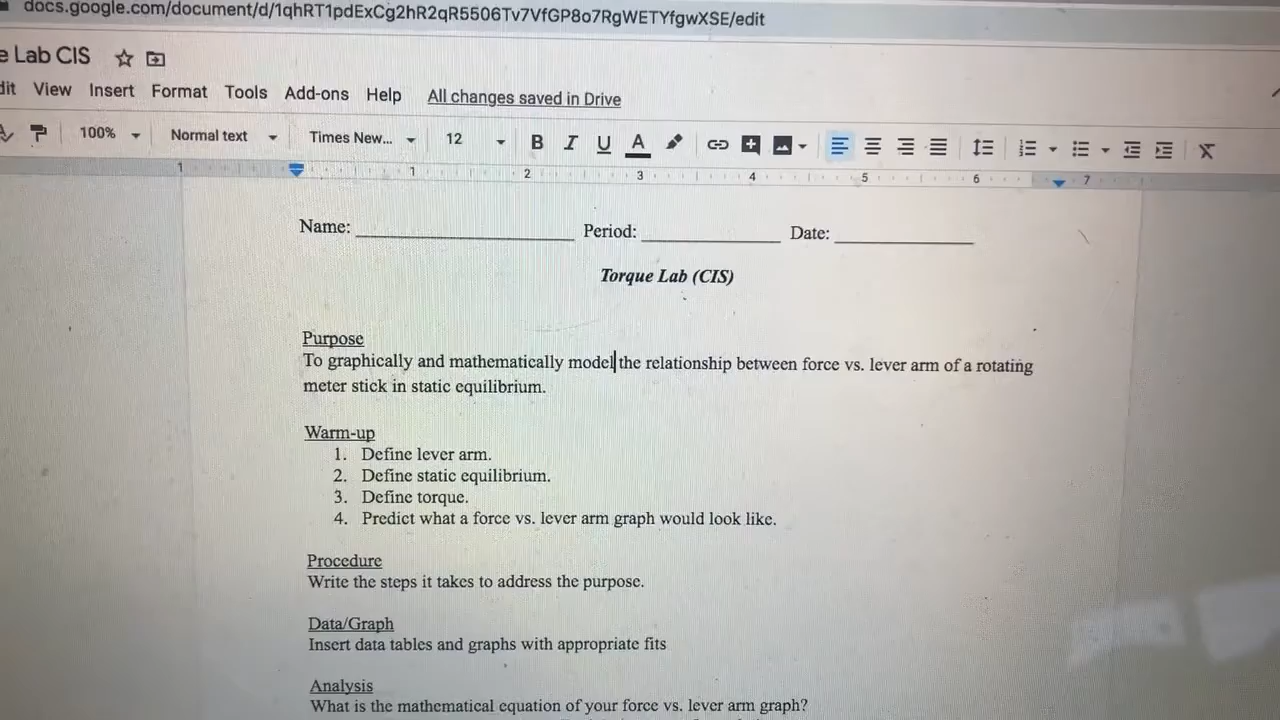 docs.google.com/document/d/1qhRT1pdExCg2hR2qR5506Tv7VfGP8o7RgWETYfgwXSE/edit
e Lab CIS
dit View Insert Format Tools Add-ons Help All changes saved in Drive
100% Normal text Times New... 12 B I U A
1 1 2 3 4 5 6 7
Name: Period: Date:
Torque Lab (CIS)
Purpose
To graphically and mathematically model the relationship between force vs. lever arm of a rotating
meter stick in static equilibrium.
Warm-up
1. Define lever arm.
2. Define static equilibrium.
3. Define torque.
4. Predict what a force vs. lever arm graph would look like.
Procedure
Write the steps it takes to address the purpose.
Data/Graph
Insert data tables and graphs with appropriate fits
Analysis
What is the mathematical equation of your force vs. lever arm graph?